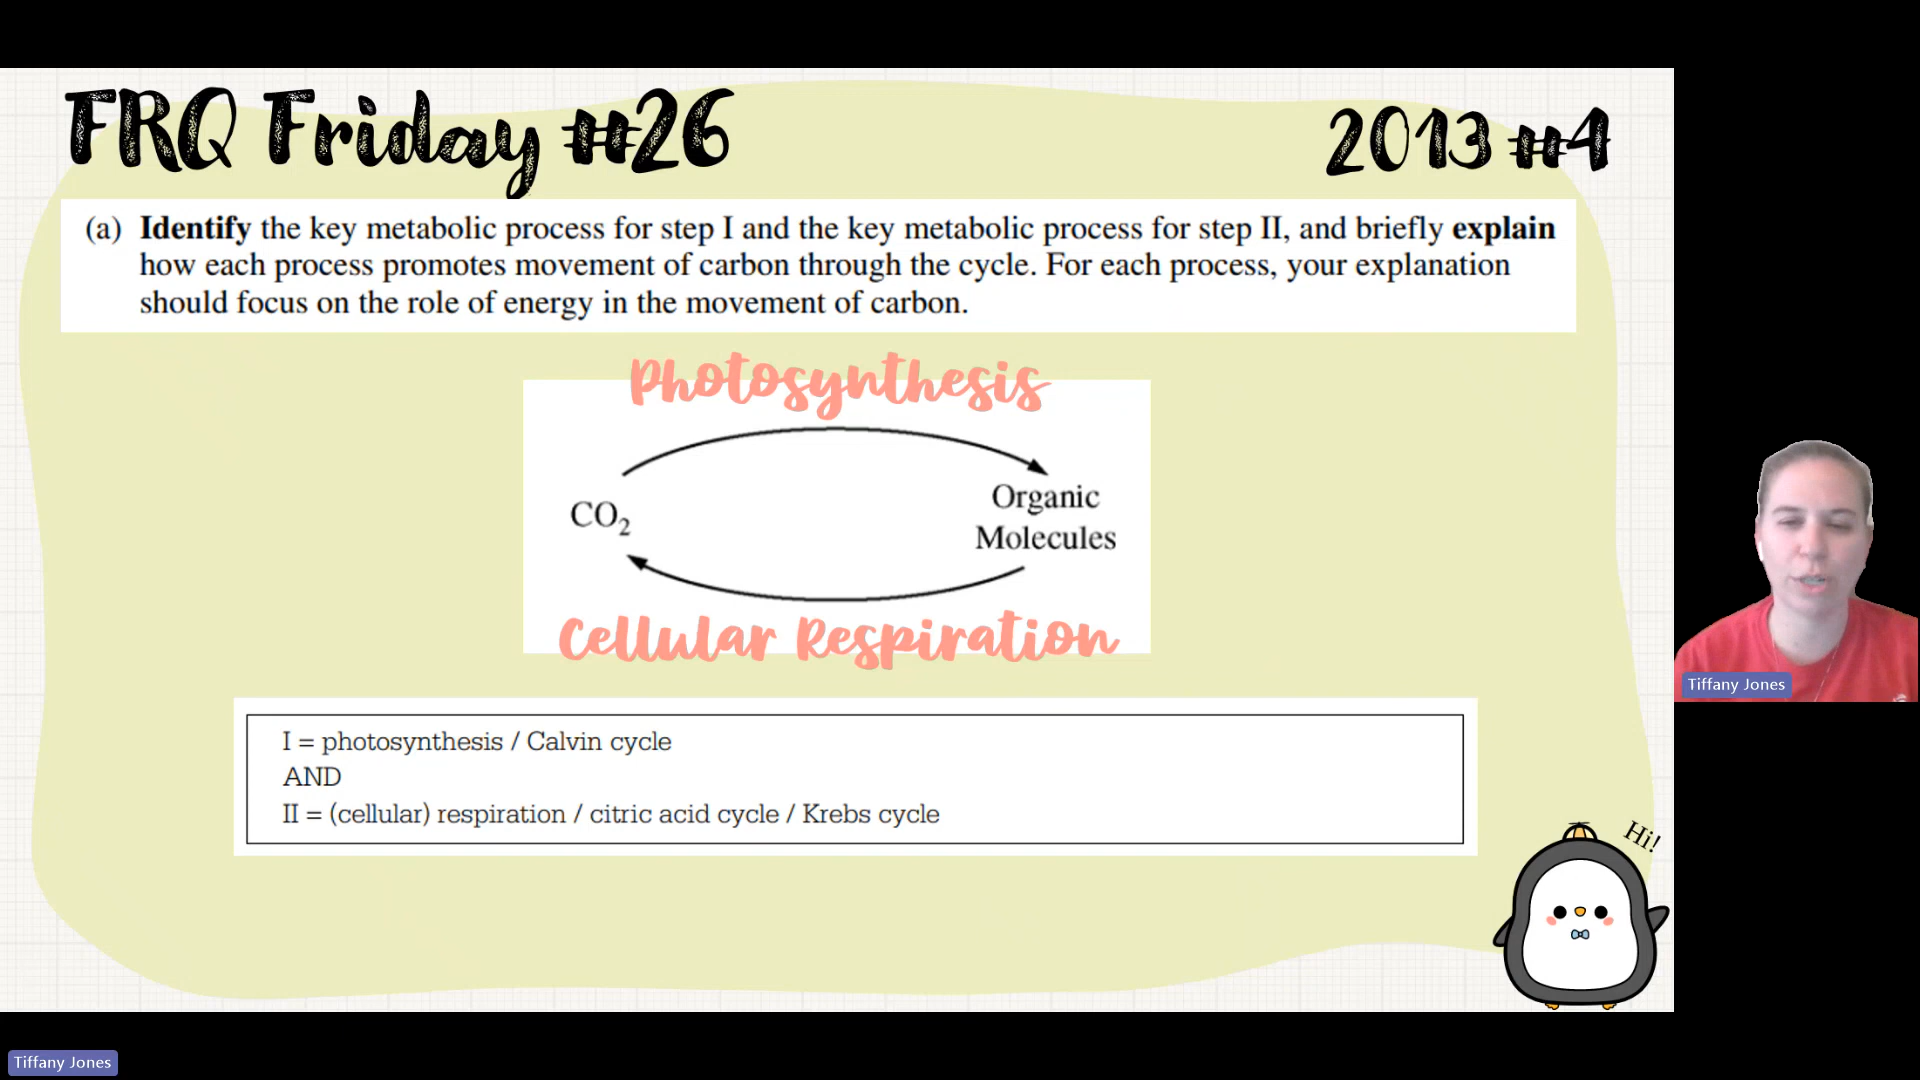 FRQ Friday #26
2013 #4
(a) Identify the key metabolic process for step I and the key metabolic process for step II, and briefly explain
how each process promotes movement of carbon through the cycle. For each process, your explanation
should focus on the role of energy in the movement of carbon.
Photosynthesis
CO₂
Organic
Molecules
Cellular Respiration
I = photosynthesis / Calvin cycle
AND
II = (cellular) respiration / citric acid cycle / Krebs cycle
Hi!
Tiffany Jones
Tiffany Jones